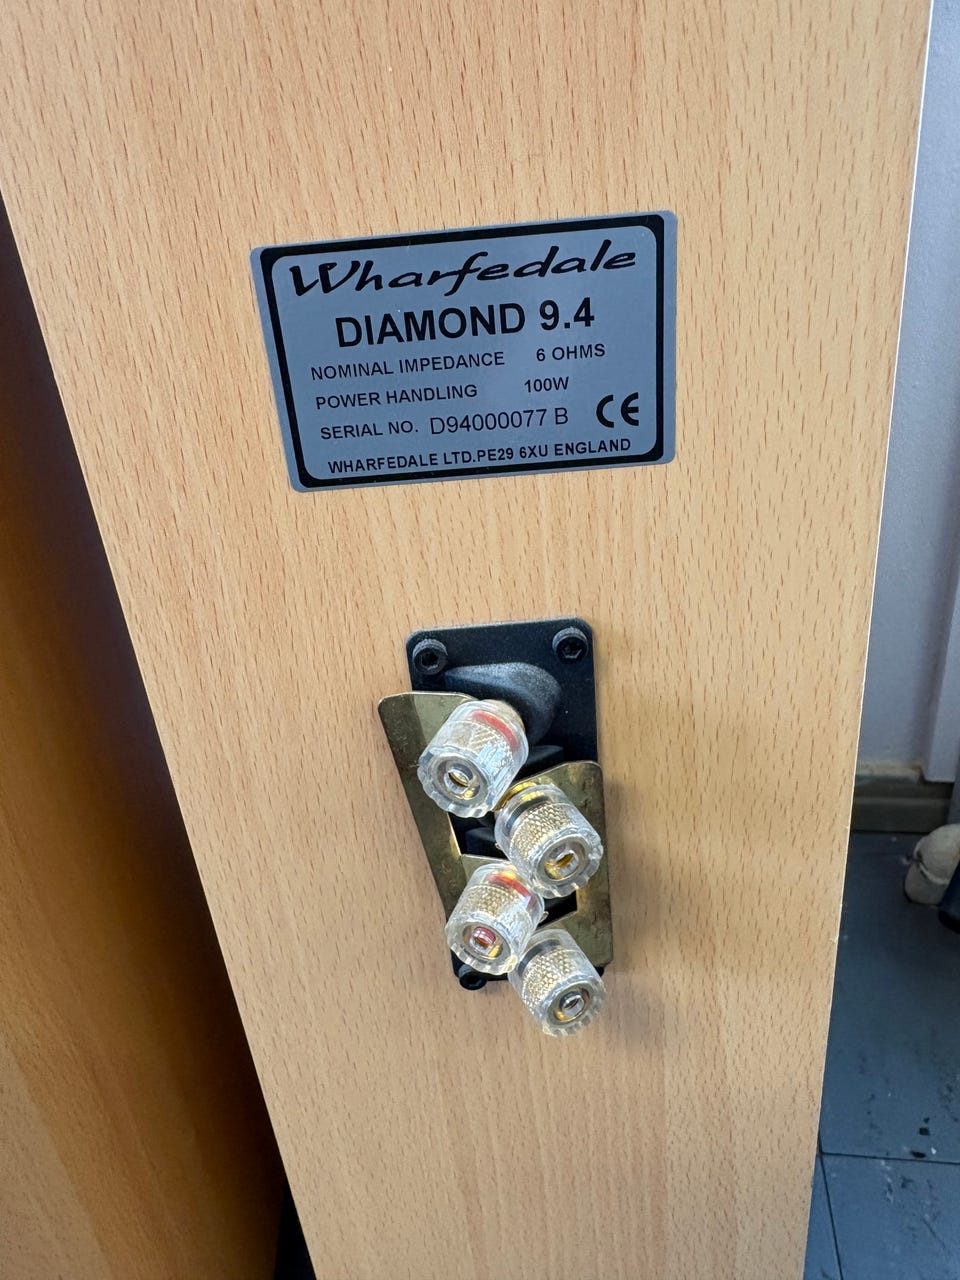 Wharfedale
DIAMOND 9.4
NOMINAL IMPEDANCE 6 OHMS
POWER HANDLING 100W
SERIAL NO. D94000077 B CE
WHARFEDALE LTD.PE29 6XU ENGLAND